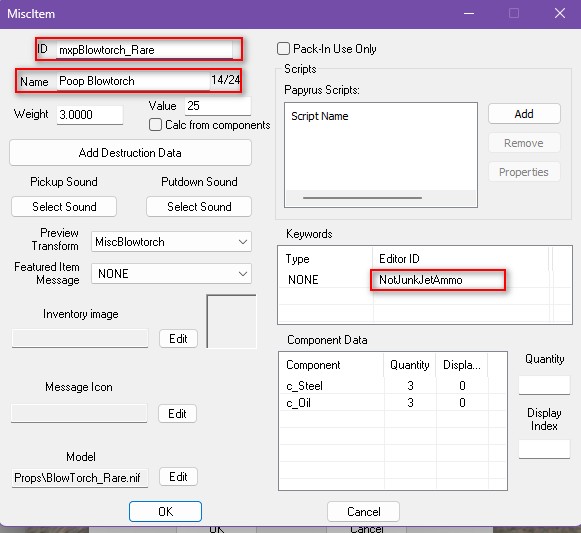 MiscItem
ID mxpBlowtorch_Rare
Name Poop Blowtorch 14/24
Weight 3.0000 Value 25
Calc from components
Add Destruction Data
Pickup Sound Putdown Sound
Select Sound Select Sound
Preview Transform MiscBlowtorch
Featured Item Message NONE
Inventory image
Edit
Message Icon
Edit
Model
Props\BlowTorch_Rare.nif Edit
Pack-In Use Only
Scripts
Papyrus Scripts:
Script Name
Add
Remove
Properties
Keywords
Type Editor ID
NONE NotJunkJetAmmo
Component Data
Component Quantity Displa...
c_Steel 3 0
c_Oil 3 0
Quantity
Display Index
OK Cancel
OK Cancel